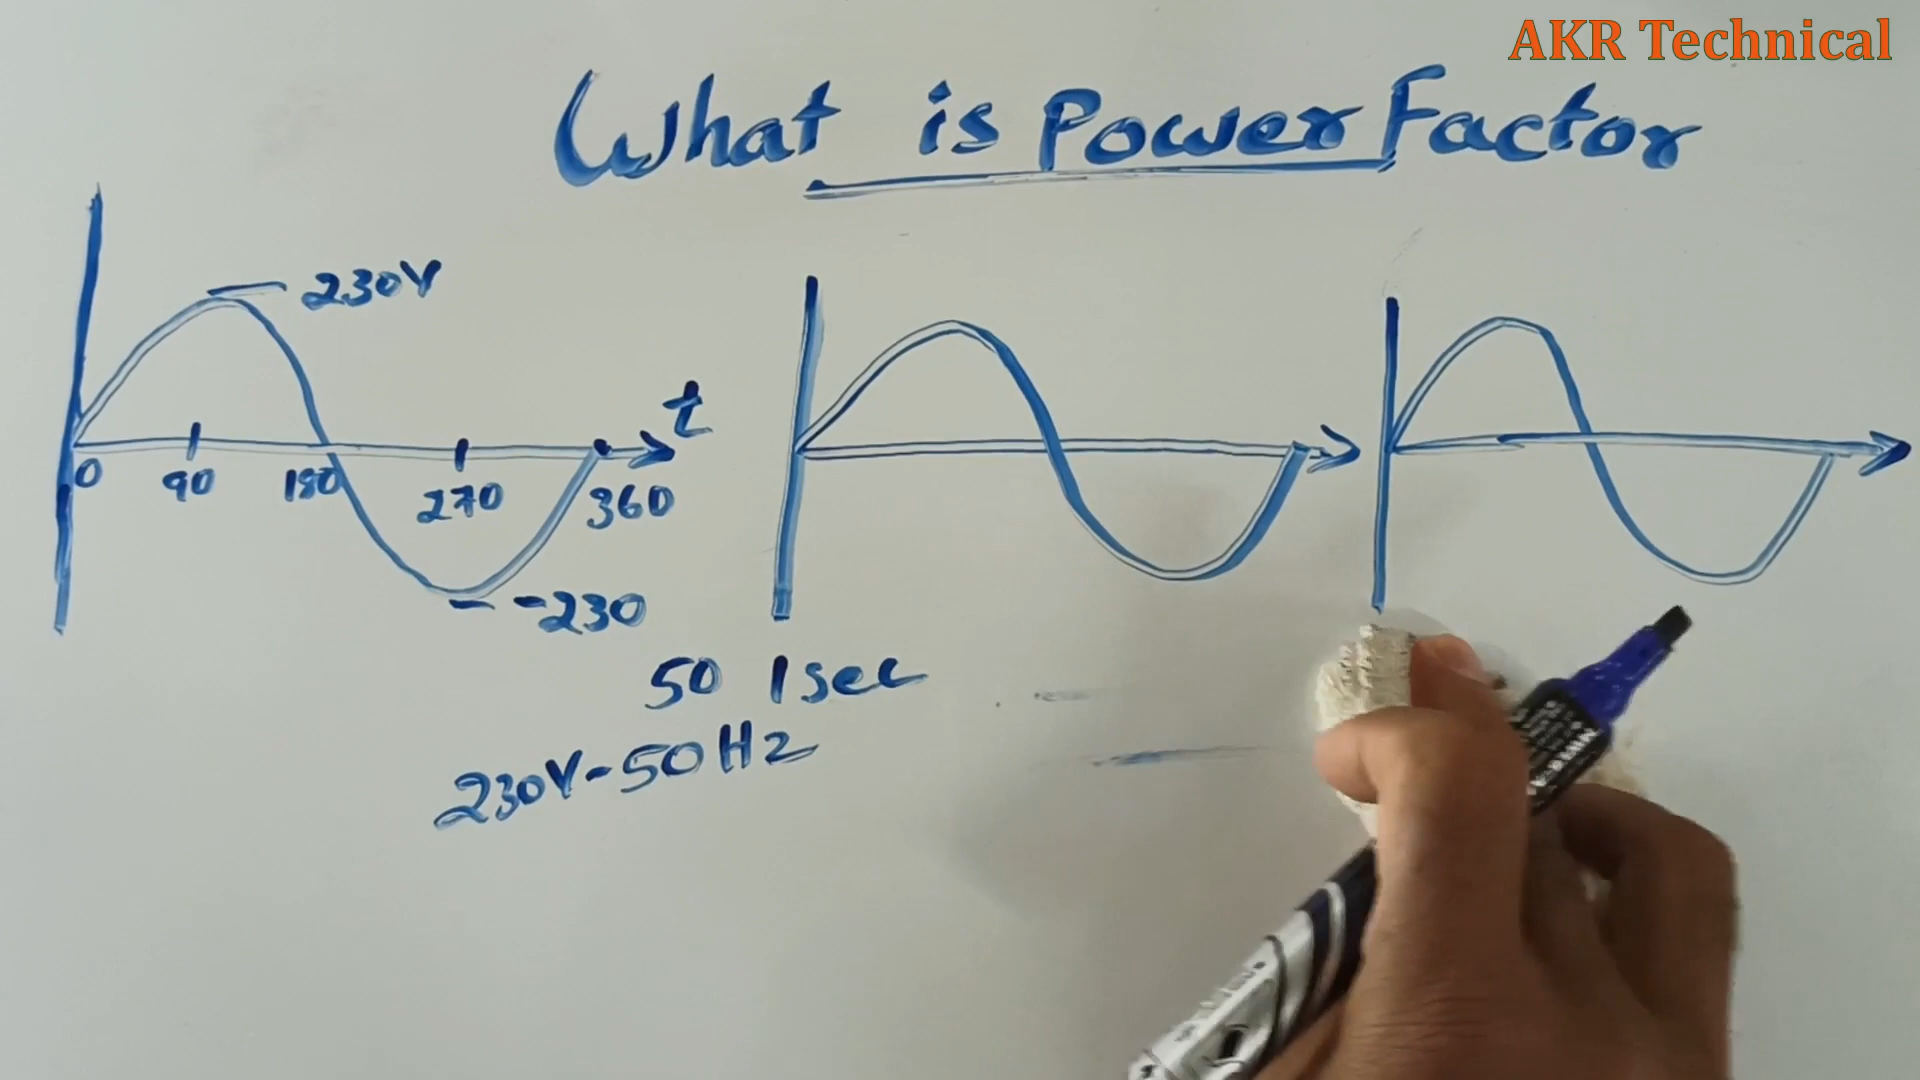 AKR Technical
What is Power Factor
230V
t
0 90 180 270 360
-230
50 1sec
230V-50Hz